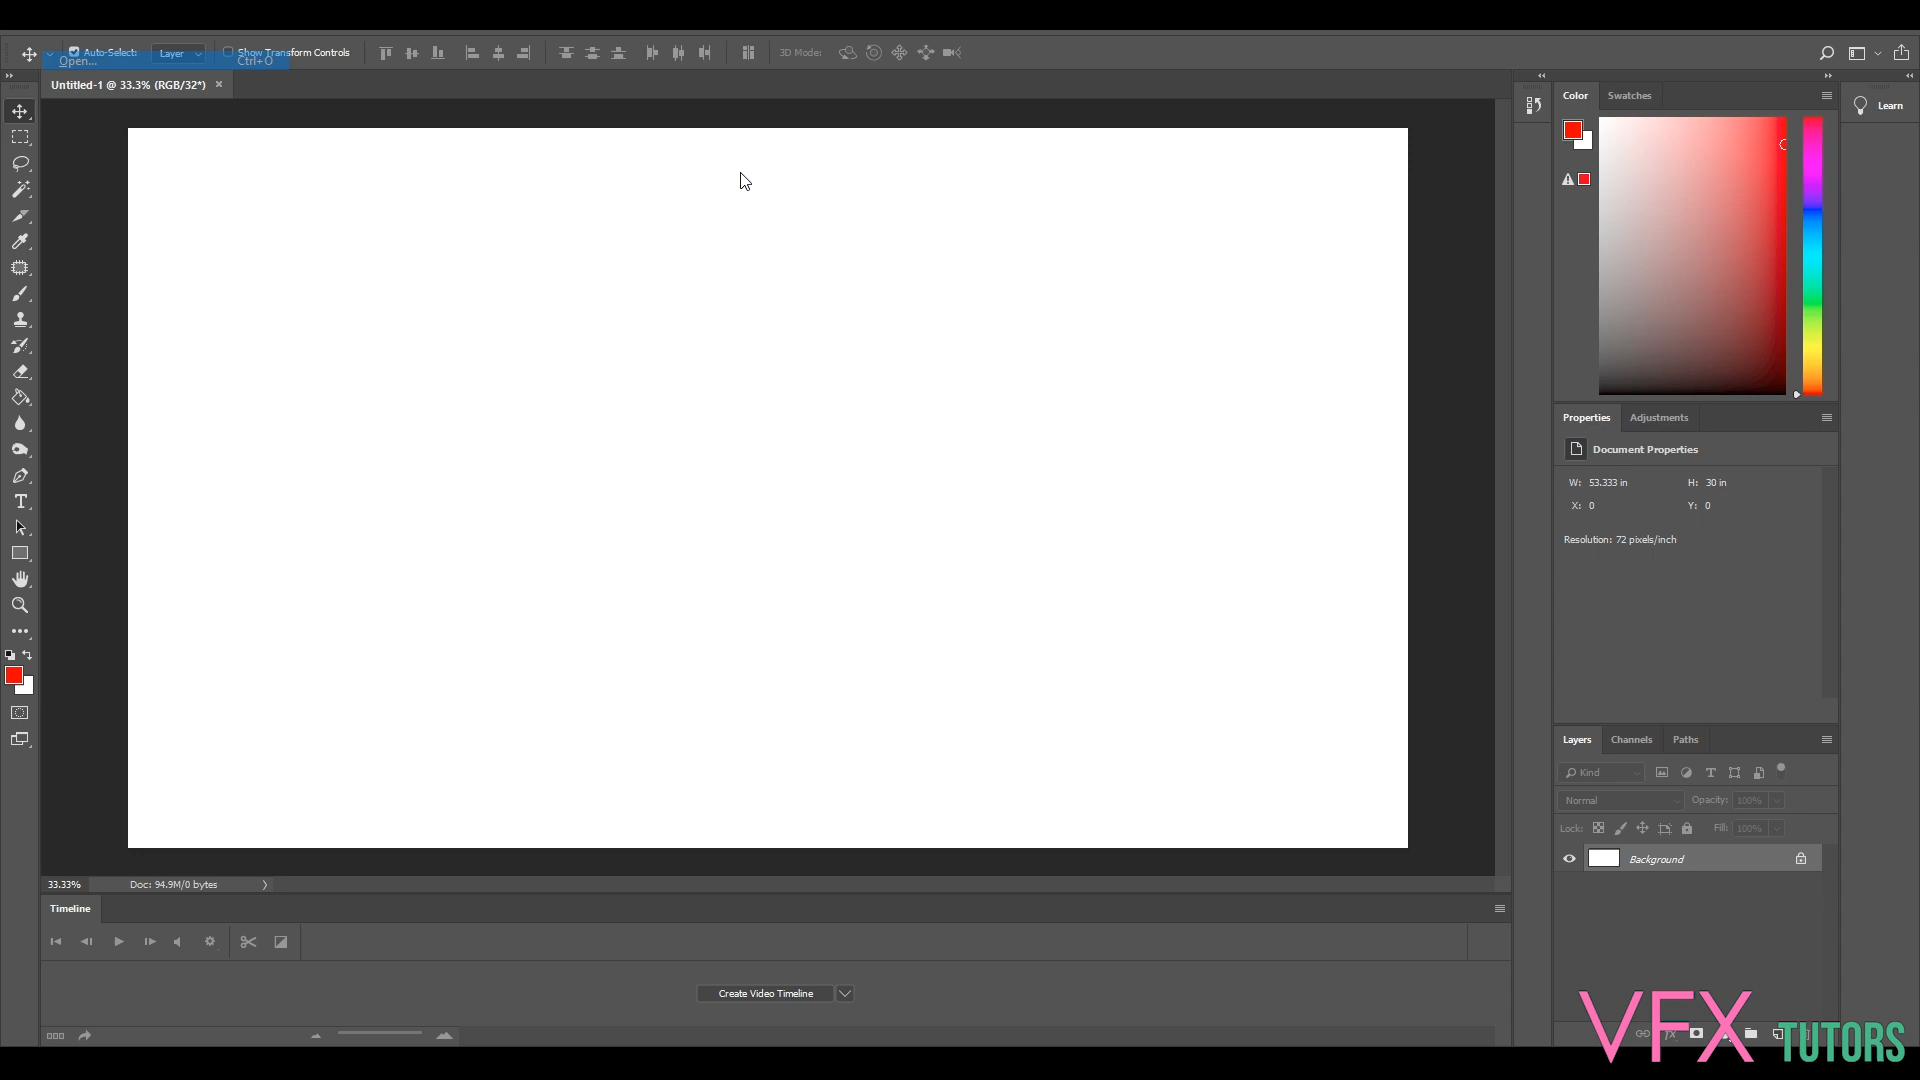 Auto-Select: Layer Show Transform Controls 3D Mode:
Open... Ctrl+O
Untitled-1 @ 33.3% (RGB/32*) ×
Color Swatches
Learn
Properties Adjustments
Document Properties
W: 53.333 in H: 30 in
X: 0 Y: 0
Resolution: 72 pixels/inch
Layers Channels Paths
Kind
Normal Opacity: 100%
Lock: Fill: 100%
Background
33.33% Doc: 94.9M/0 bytes
Timeline
Create Video Timeline
fx
VFX TUTORS